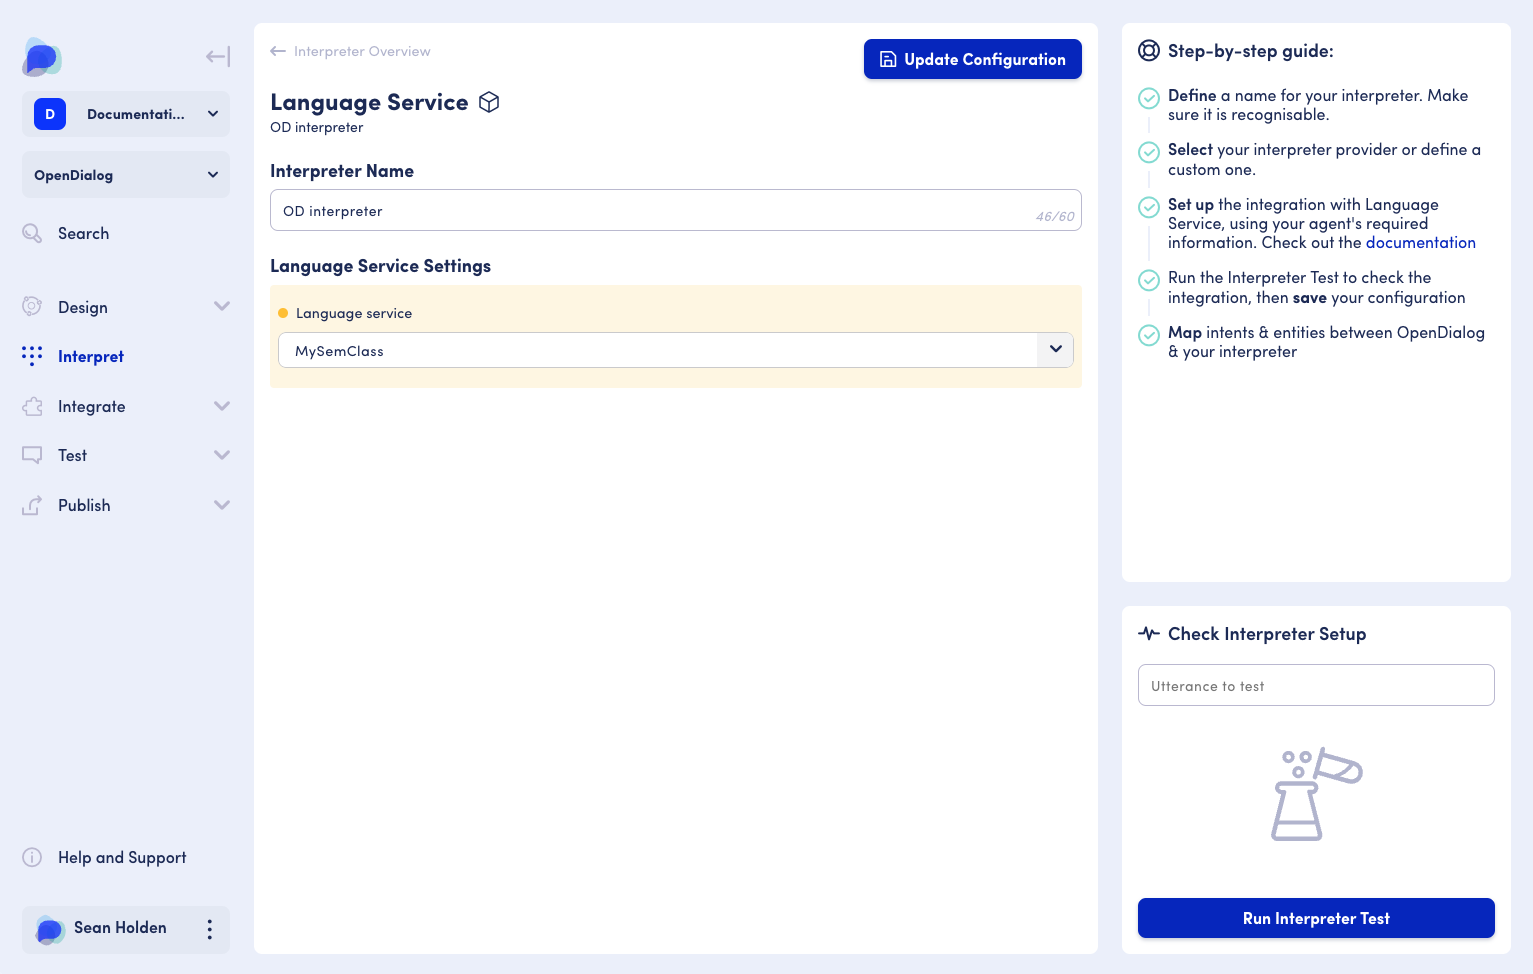 D
Documentati...
OpenDialog
Search
Design
Interpret
Integrate
Test
Publish
Help and Support
Sean Holden
Interpreter Overview
Update Configuration
Language Service
OD interpreter
Interpreter Name
OD interpreter
46/60
Language Service Settings
Language service
MySemClass
Step-by-step guide:
Define a name for your interpreter. Make
sure it is recognisable.
Select your interpreter provider or define a
custom one.
Set up the integration with Language
Service, using your agent's required
information. Check out the documentation
Run the Interpreter Test to check the
integration, then save your configuration
Map intents & entities between OpenDialog
& your interpreter
Check Interpreter Setup
Utterance to test
Run Interpreter Test